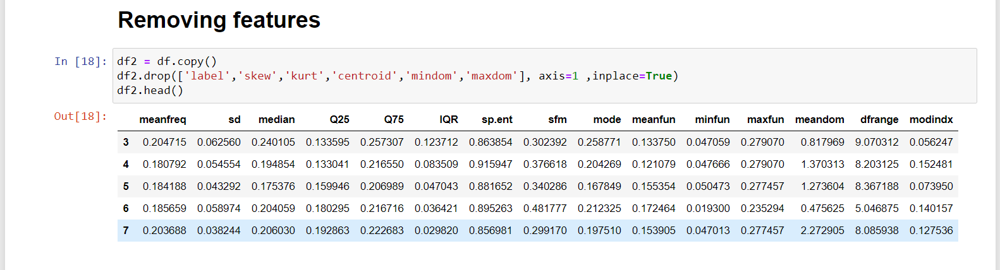 Removing features
In [18]: df2 = df.copy()
df2.drop(['label','skew','kurt','centroid','mindom','maxdom'], axis=1 ,inplace=True)
df2.head()
Out[18]: meanfreq sd median Q25 Q75 IQR sp.ent sfm mode meanfun minfun maxfun meandom dfrange modindx
3 0.204715 0.062560 0.240105 0.133595 0.257307 0.123712 0.863854 0.302392 0.258771 0.133750 0.047059 0.279070 0.817969 9.070312 0.056247
4 0.180792 0.054554 0.194854 0.133041 0.216550 0.083509 0.915947 0.376618 0.204269 0.121079 0.047666 0.279070 1.370313 8.203125 0.152481
5 0.184188 0.043292 0.175376 0.159946 0.206989 0.047043 0.881652 0.340286 0.167849 0.155354 0.050473 0.277457 1.273604 8.367188 0.073950
6 0.185659 0.058974 0.204059 0.180295 0.216716 0.036421 0.895263 0.481777 0.212325 0.172464 0.019300 0.235294 0.475625 5.046875 0.140157
7 0.203688 0.038244 0.206030 0.192863 0.222683 0.029820 0.856981 0.299170 0.197510 0.153905 0.047013 0.277457 2.272905 8.085938 0.127536